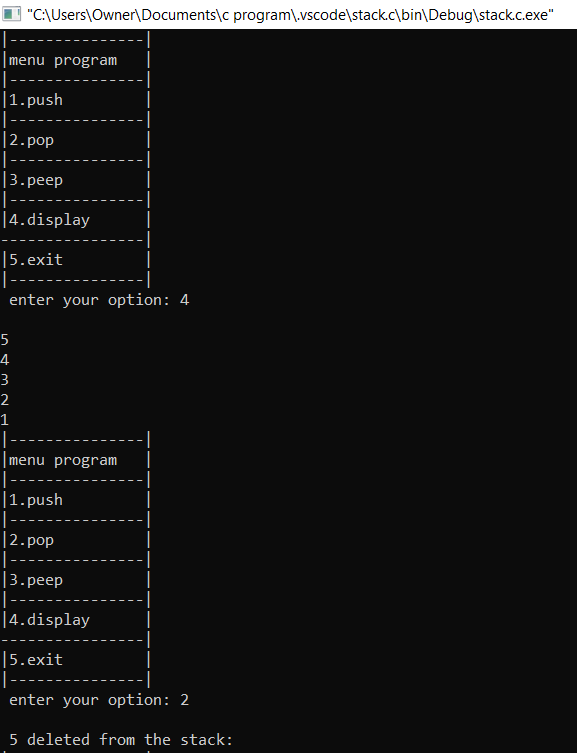 "C:\Users\Owner\Documents\c program\.vscode\stack.c\bin\Debug\stack.c.exe"
|---------------|
|menu program   |
|---------------|
|1.push         |
|---------------|
|2.pop          |
|---------------|
|3.peep         |
|---------------|
|4.display      |
----------------|
|5.exit         |
|---------------|
 enter your option: 4

5
4
3
2
1
|---------------|
|menu program   |
|---------------|
|1.push         |
|---------------|
|2.pop          |
|---------------|
|3.peep         |
|---------------|
|4.display      |
----------------|
|5.exit         |
|---------------|
 enter your option: 2

 5 deleted from the stack: